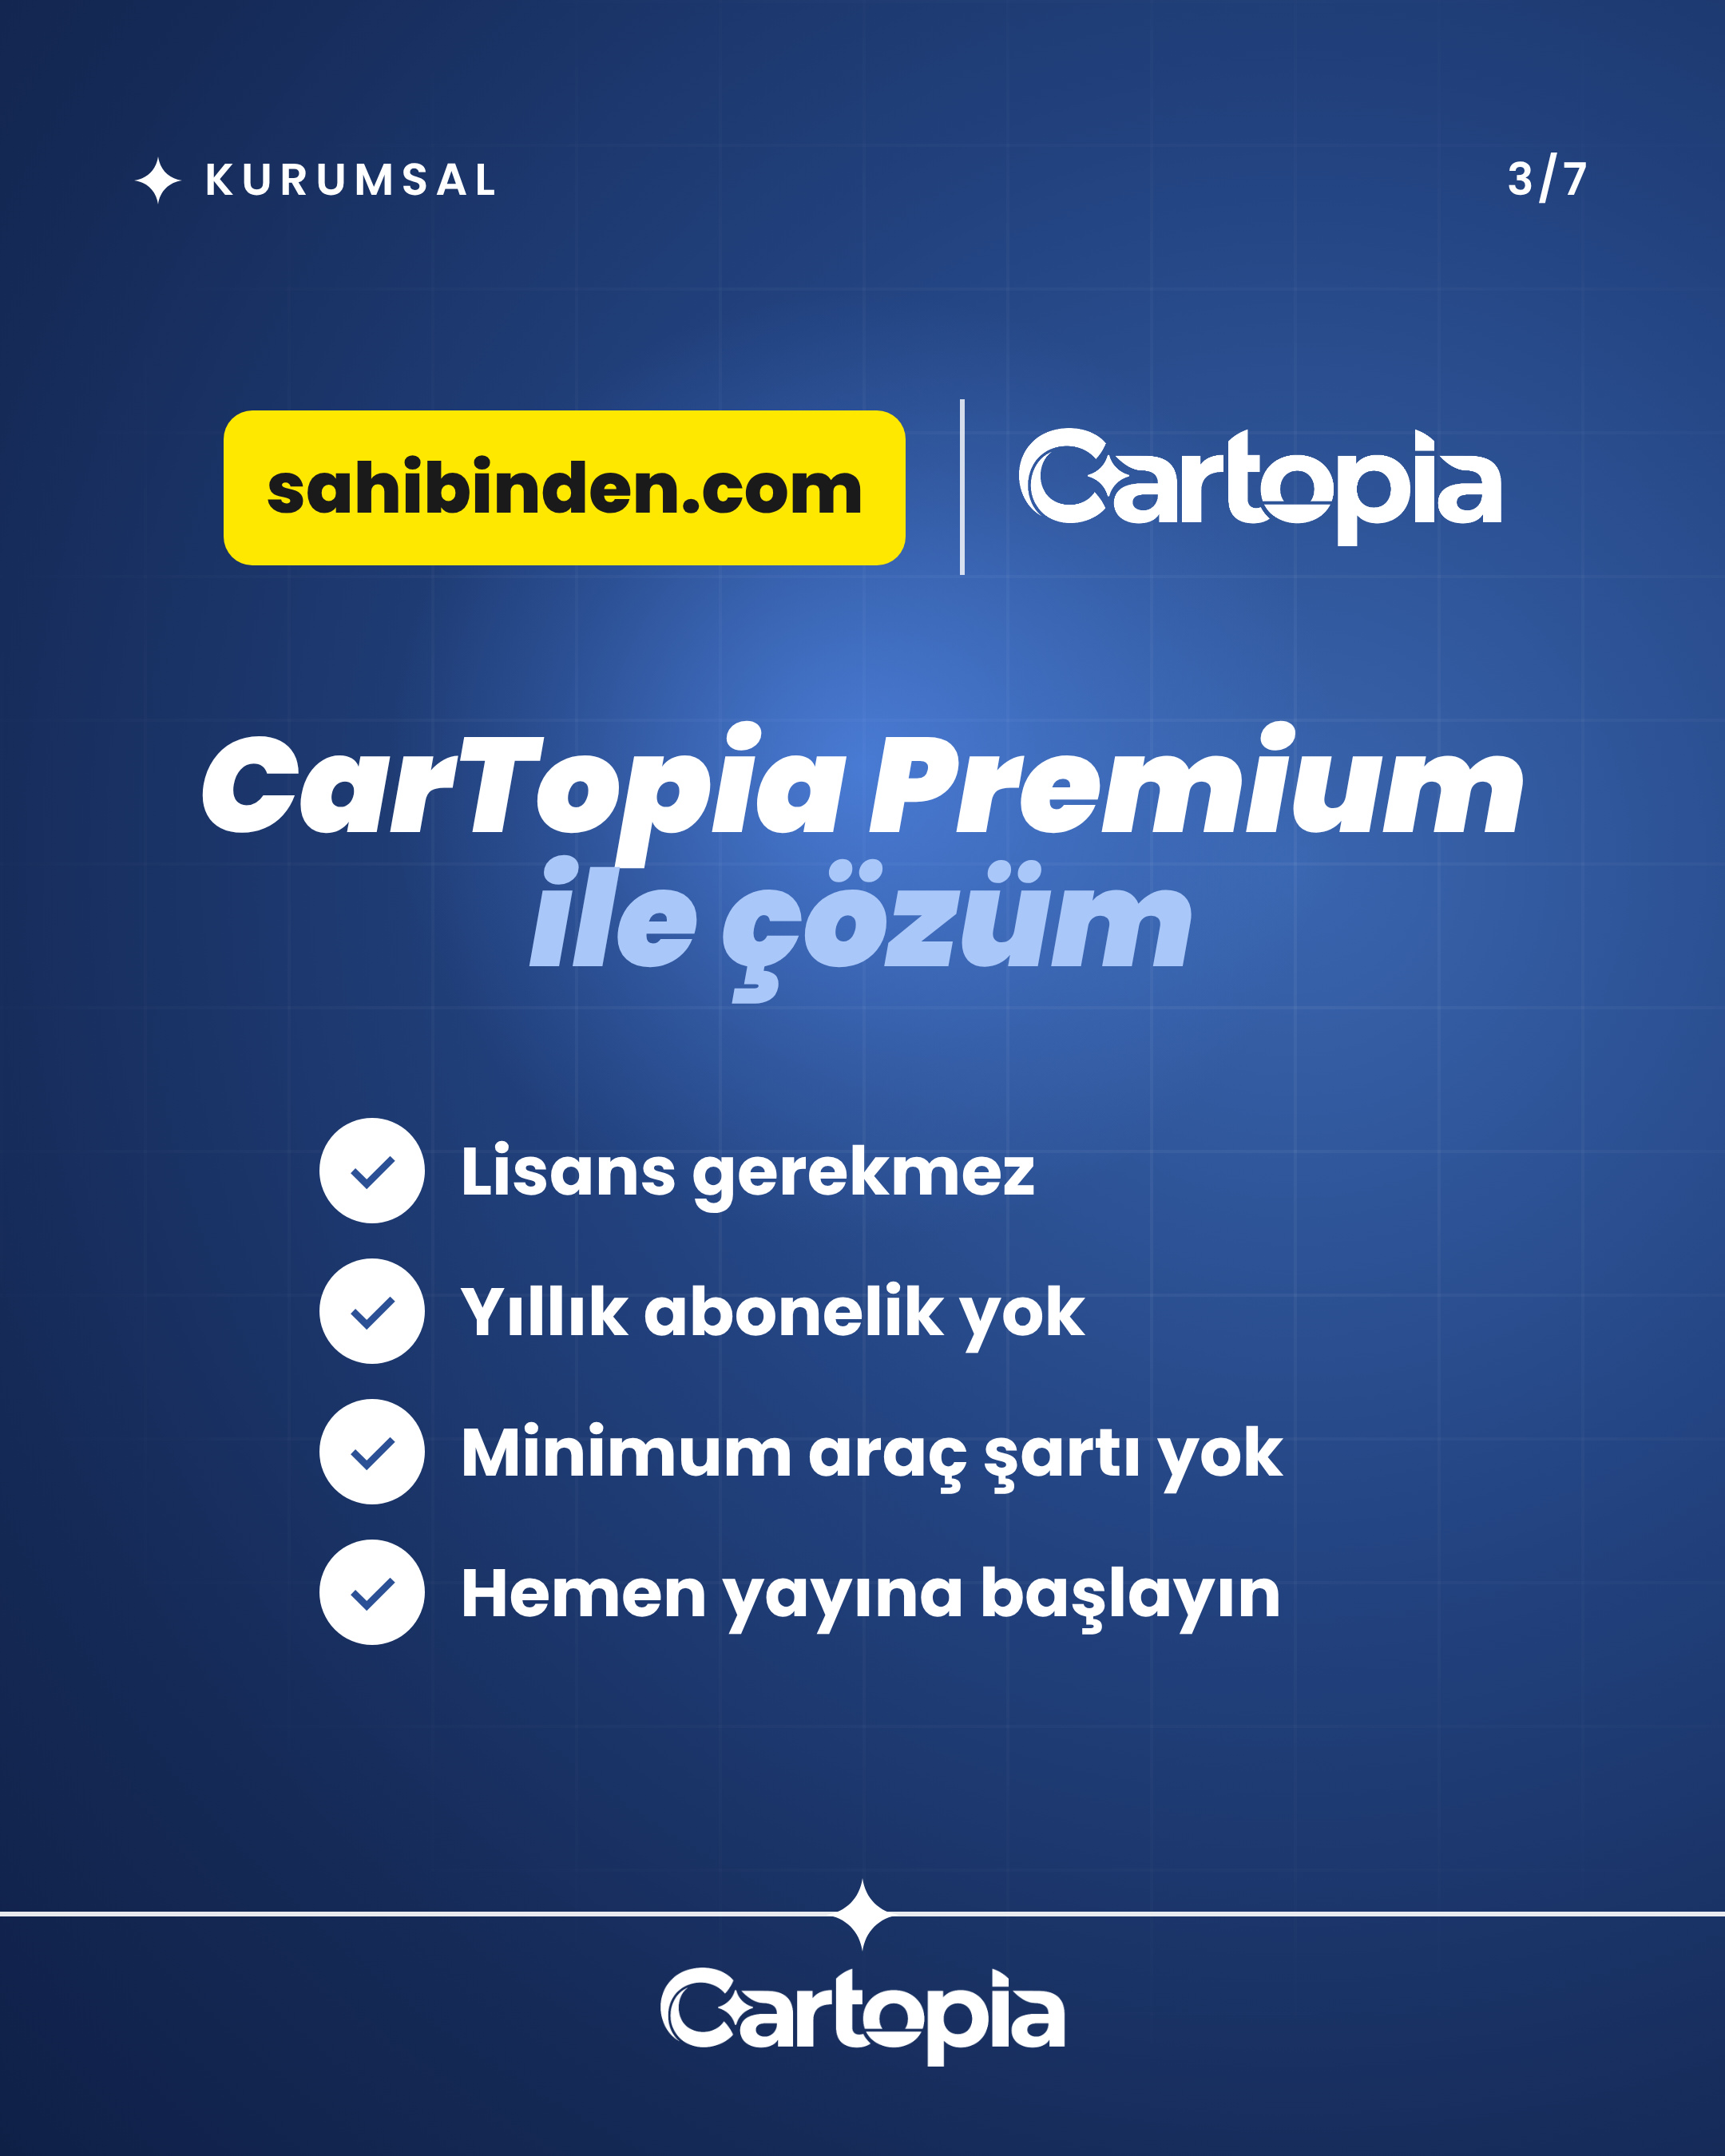 KURUMSAL
3/7
sahibinden.com
Cartopia
CarTopia Premium
ile çözüm
Lisans gerekmez
Yıllık abonelik yok
Minimum araç şartı yok
Hemen yayına başlayın
Cartopia